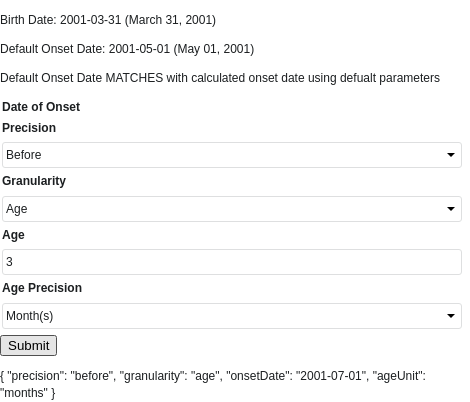 Birth Date: 2001-03-31 (March 31, 2001)
Default Onset Date: 2001-05-01 (May 01, 2001)
Default Onset Date MATCHES with calculated onset date using defualt parameters
Date of Onset
Precision
Before
Granularity
Age
Age
3
Age Precision
Month(s)
Submit
{ "precision": "before", "granularity": "age", "onsetDate": "2001-07-01", "ageUnit":
"months" }